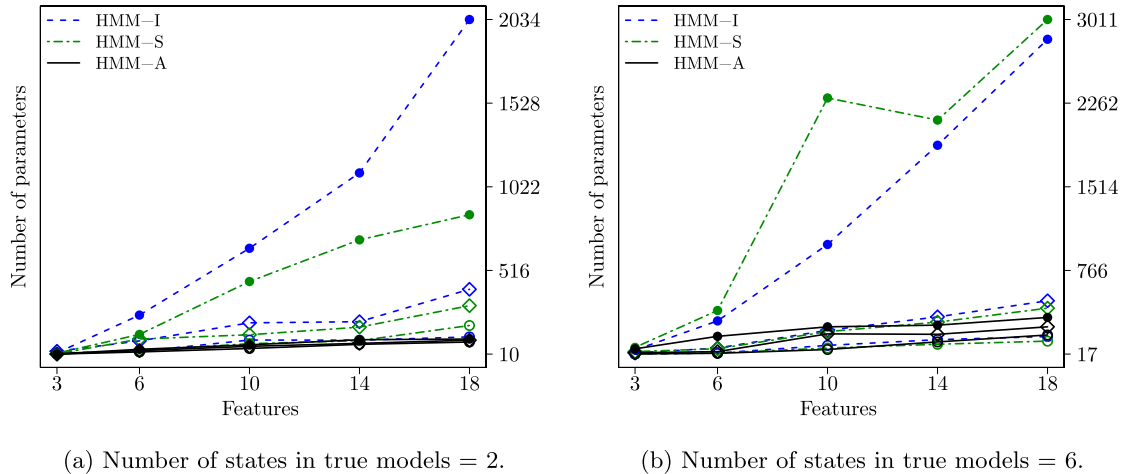 HMM−I
HMM−S
HMM−A
Number of parameters
2034
1528
1022
516
10
3 6 10 14 18
Features
(a) Number of states in true models = 2.
HMM−I
HMM−S
HMM−A
Number of parameters
3011
2262
1514
766
17
3 6 10 14 18
Features
(b) Number of states in true models = 6.